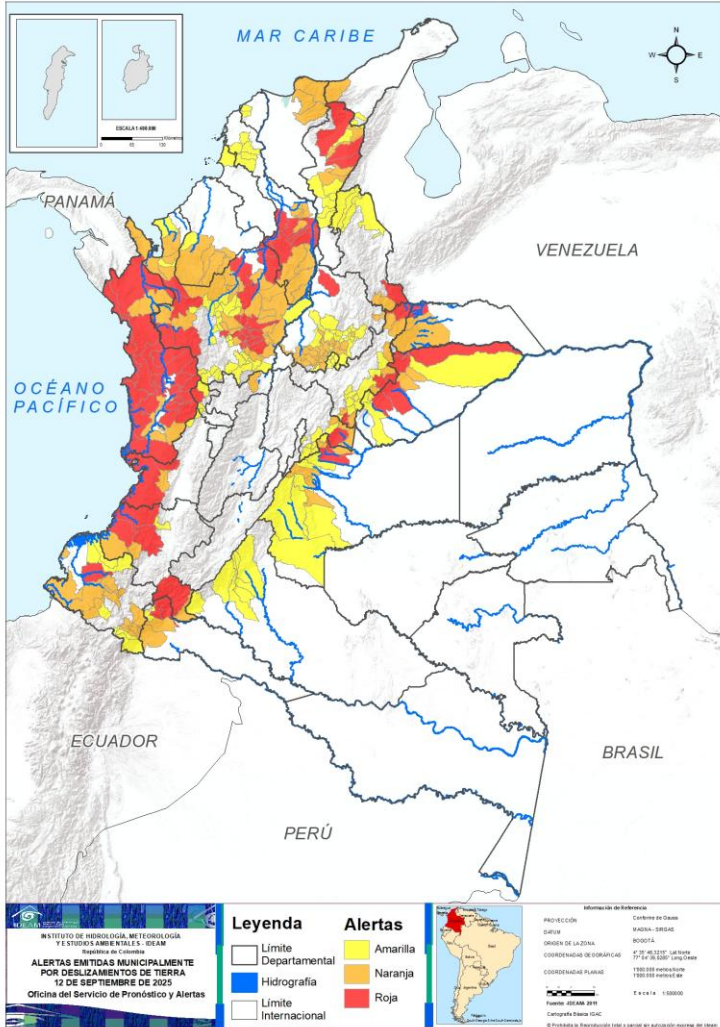 MAR CARIBE
N
W
E
S
ESCALA 1:400.000
PANAMÁ
VENEZUELA
OCÉANO
PACÍFICO
ECUADOR
BRASIL
PERÚ
IDEAM
INSTITUTO DE HIDROLOGÍA, METEOROLOGÍA
Y ESTUDIOS AMBIENTALES - IDEAM
República de Colombia
ALERTAS EMITIDAS MUNICIPALMENTE
POR DESLIZAMIENTOS DE TIERRA
12 DE SEPTIEMBRE DE 2025
Oficina del Servicio de Pronóstico y Alertas
Leyenda
Límite
Departamental
Hidrografía
Límite
Internacional
Alertas
Amarilla
Naranja
Roja
Información de Referencia
PROYECCIÓN Conforme de Gauss
DATUM MAGNA - SIRGAS
ORIGEN DE LA ZONA BOGOTÁ
COORDENADAS GEOGRÁFICAS
COORDENADAS PLANAS
Escala
Fuente: IDEAM
Cartografía Básica IGAC